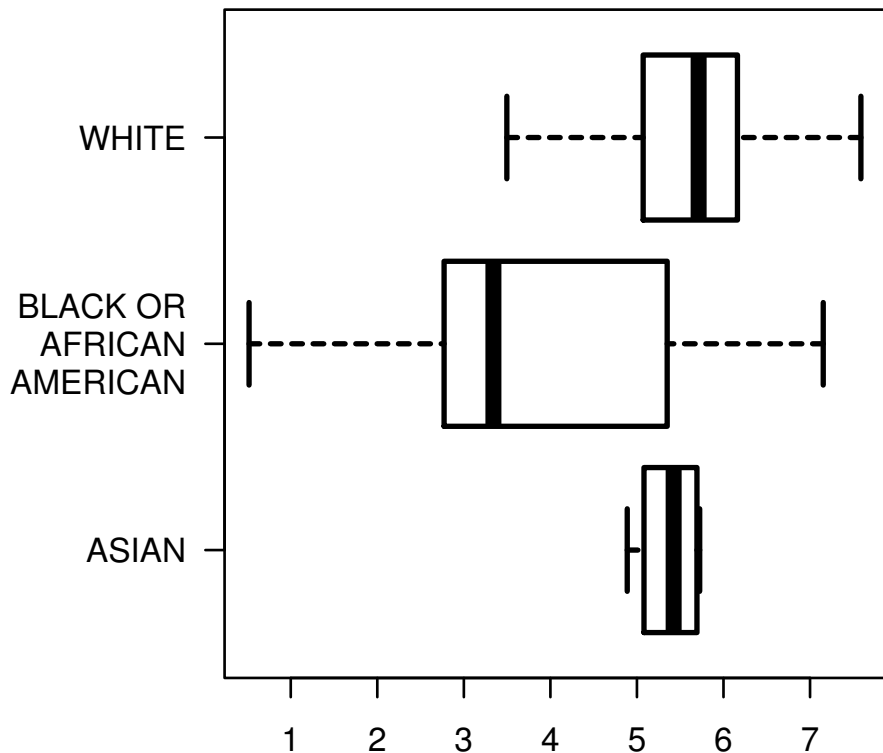 WHITE
BLACK OR
AFRICAN
AMERICAN
ASIAN
1 2 3 4 5 6 7